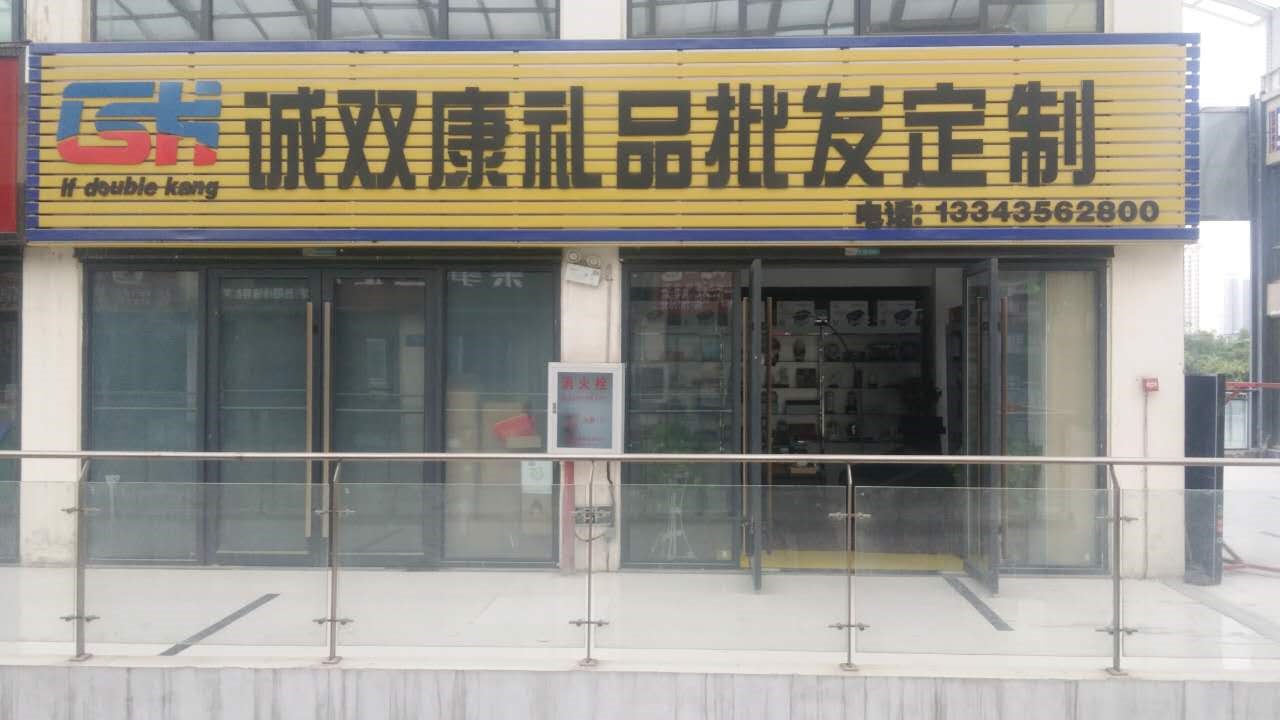 诚双康礼品批发定制
CSK
If double kang
电话：13343562800
消火栓